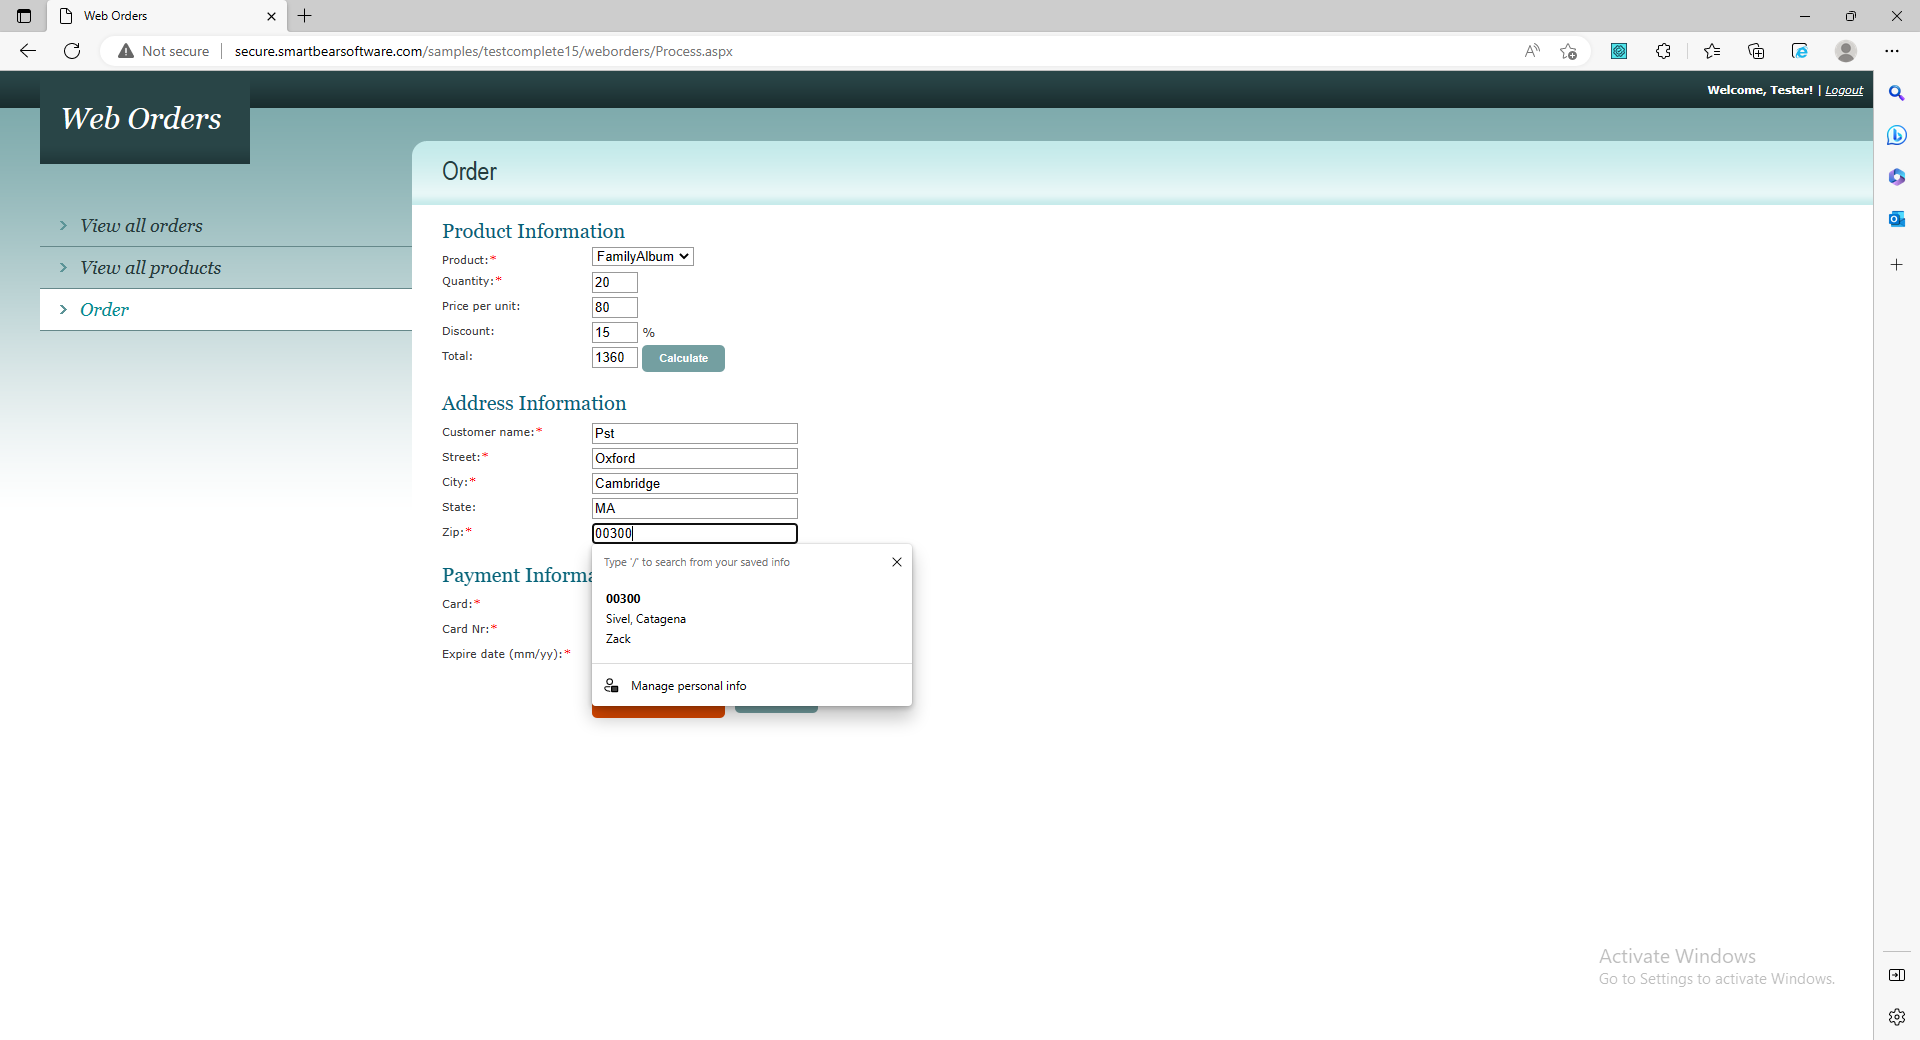 Web Orders
Not secure
secure.smartbearsoftware.com/samples/testcomplete15/weborders/Process.aspx
Welcome, Tester! | Logout
Web Orders
Order
View all orders
View all products
Order
Product Information
Product:* FamilyAlbum
Quantity:* 20
Price per unit: 80
Discount: 15 %
Total: 1360 Calculate
Address Information
Customer name:* Pst
Street:* Oxford
City:* Cambridge
State: MA
Zip:* 00300
Type '/' to search from your saved info
00300
Sivel, Catagena
Zack
Manage personal info
Payment Informa
Card:*
Card Nr:*
Expire date (mm/yy):*
Activate Windows
Go to Settings to activate Windows.